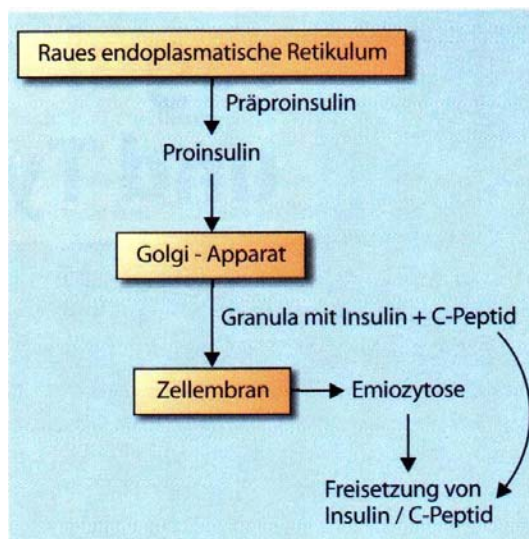 Raues endoplasmatische Retikulum
Präproinsulin
Proinsulin
Golgi - Apparat
Granula mit Insulin + C-Peptid
Zellembran
Emiozytose
Freisetzung von
Insulin / C-Peptid